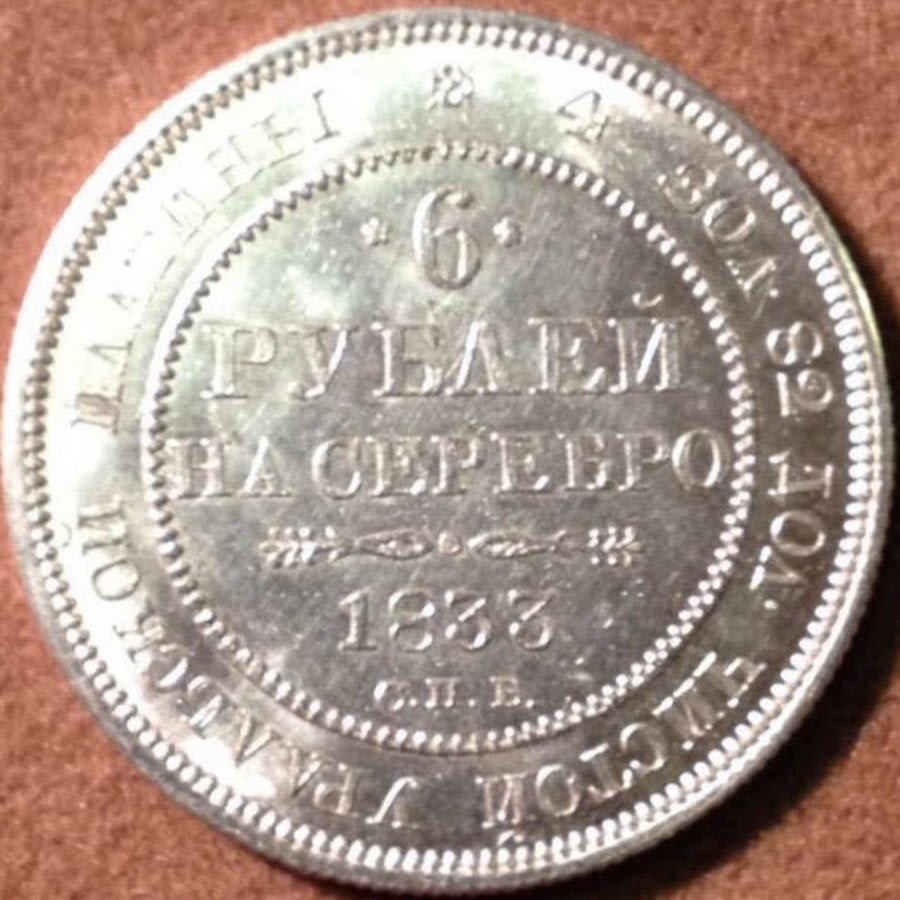 ·6·
РУБЛЕЙ
НА СЕРЕБРО
1833
С.П.Б.
4 ЗОЛ. 82 ДОЛ. ЧИСТОЙ УРАЛЬСКОЙ ПЛАТИНЫ